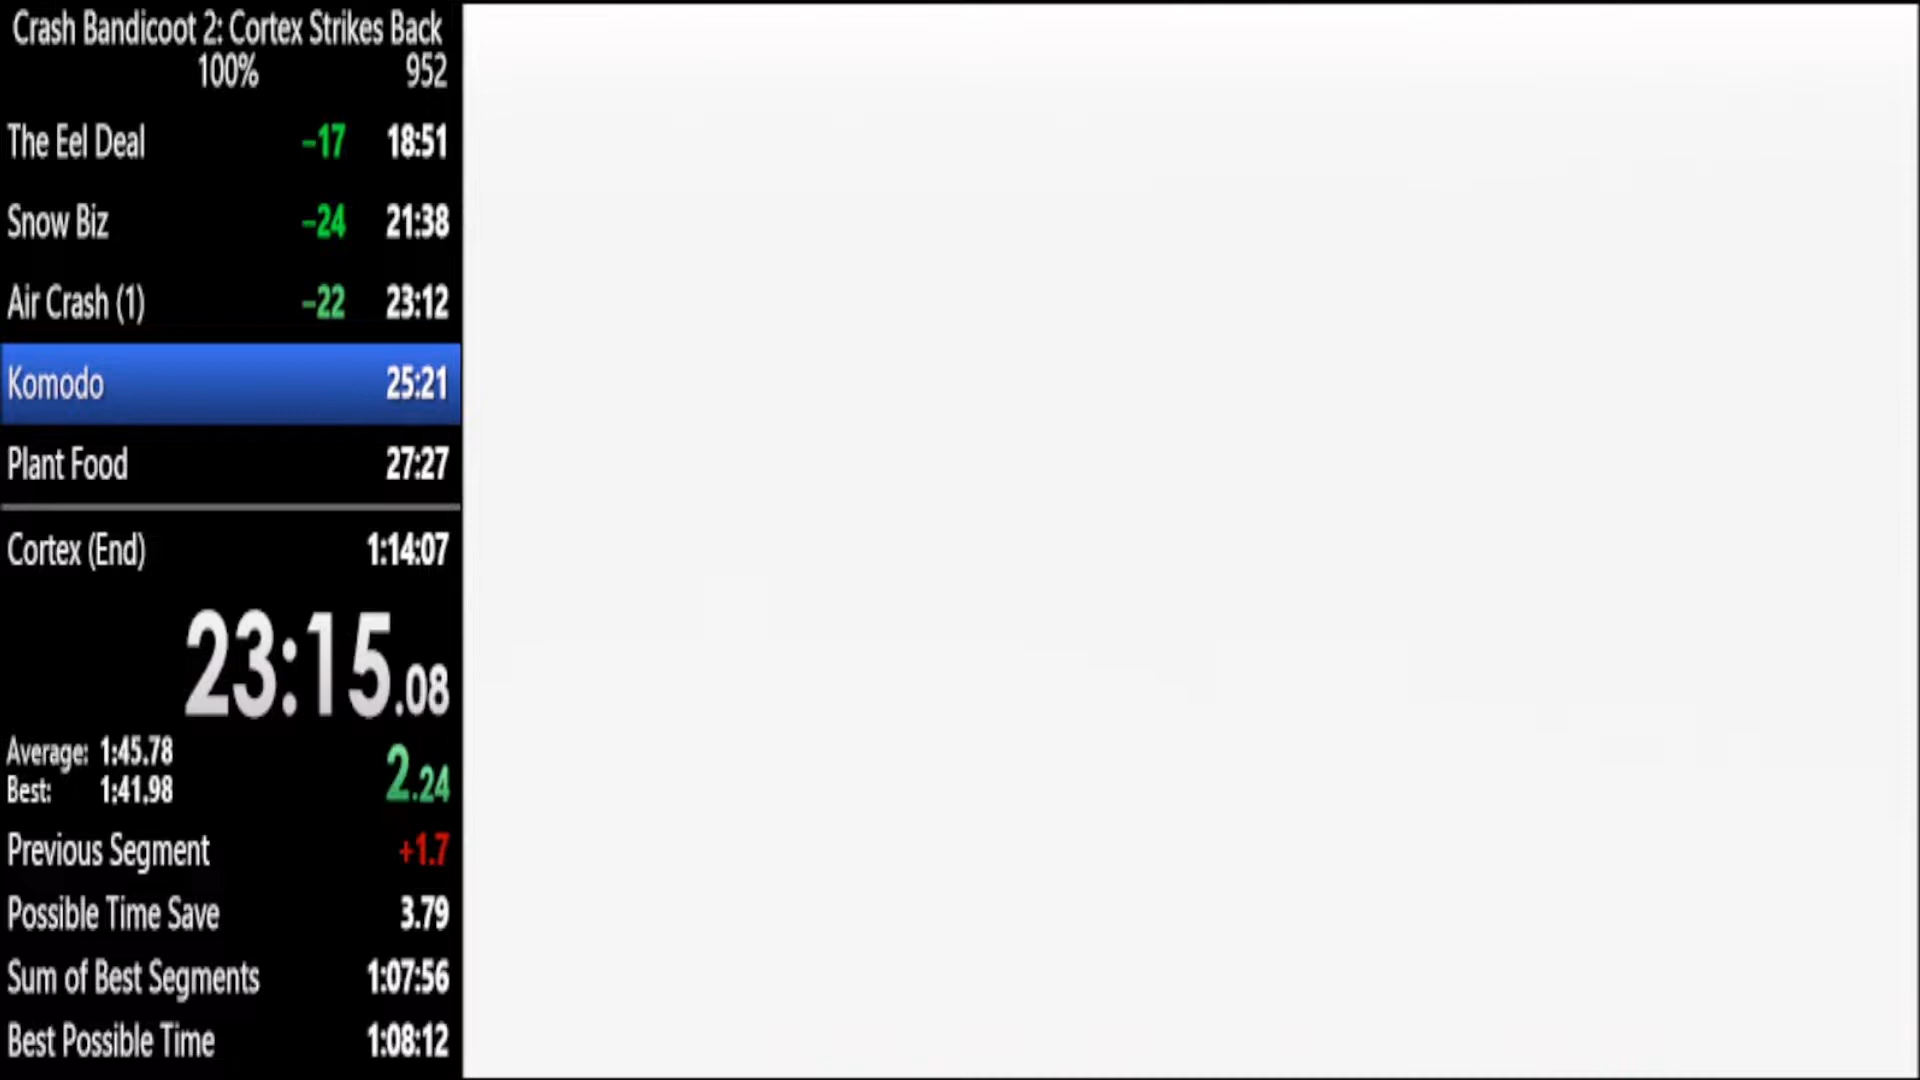 Crash Bandicoot 2: Cortex Strikes Back
100% 952
The Eel Deal -17 18:51
Snow Biz -24 21:38
Air Crash (1) -22 23:12
Komodo 25:21
Plant Food 27:27
Cortex (End) 1:14:07
23:15.08
Average: 1:45.78 2.24
Best: 1:41.98
Previous Segment +1.7
Possible Time Save 3.79
Sum of Best Segments 1:07:56
Best Possible Time 1:08:12